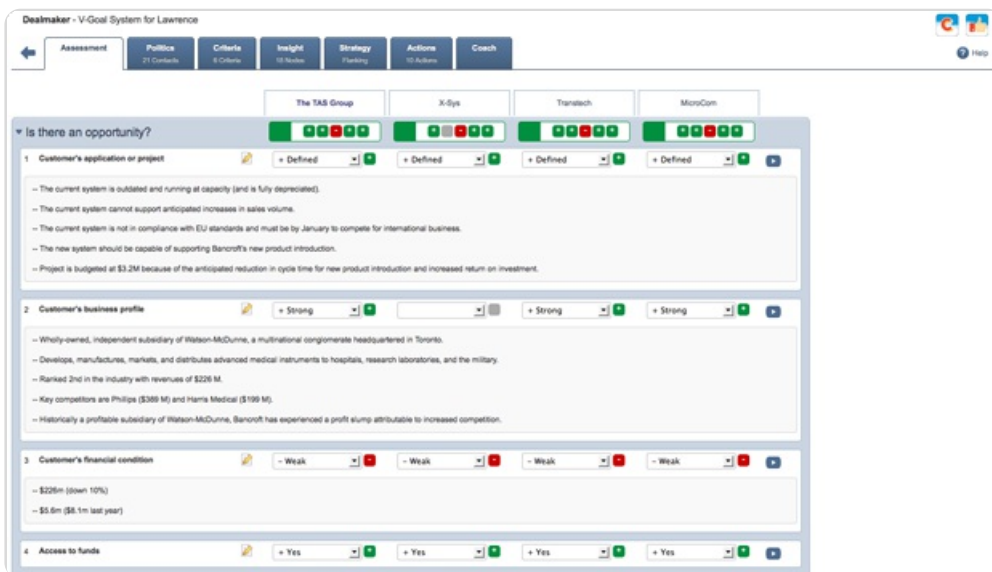 Dealmaker - V-Goal System for Lawrence
Assessment
Politics
21 Contacts
Criteria
6 Criteria
Insight
10 Nodes
Strategy
Flanking
Actions
10 Actions
Coach
Help
The TAS Group
X-Sys
Transtech
MicroCom
Is there an opportunity?
1 Customer's application or project
+ Defined
+ Defined
+ Defined
+ Defined
-- The current system is outdated and running at capacity (and is fully depreciated).
-- The current system cannot support anticipated increases in sales volume.
-- The current system is not in compliance with EU standards and must be by January to compete for international business.
-- The new system should be capable of supporting Bancroft's new product introduction.
-- Project is budgeted at $3.2M because of the anticipated reduction in cycle time for new product introduction and increased return on investment.
2 Customer's business profile
+ Strong
+ Strong
+ Strong
-- Wholly-owned, independent subsidiary of Watson-McDunne, a multinational conglomerate headquartered in Toronto.
-- Develops, manufactures, markets, and distributes advanced medical instruments to hospitals, research laboratories, and the military.
-- Ranked 2nd in the industry with revenues of $226 M.
-- Key competitors are Phillips ($389 M) and Harris Medical ($199 M).
-- Historically a profitable subsidiary of Watson-McDunne, Bancroft has experienced a profit slump attributable to increased competition.
3 Customer's financial condition
- Weak
- Weak
- Weak
- Weak
-- $226m (down 10%)
-- $5.6m ($8.1m last year)
4 Access to funds
+ Yes
+ Yes
+ Yes
+ Yes